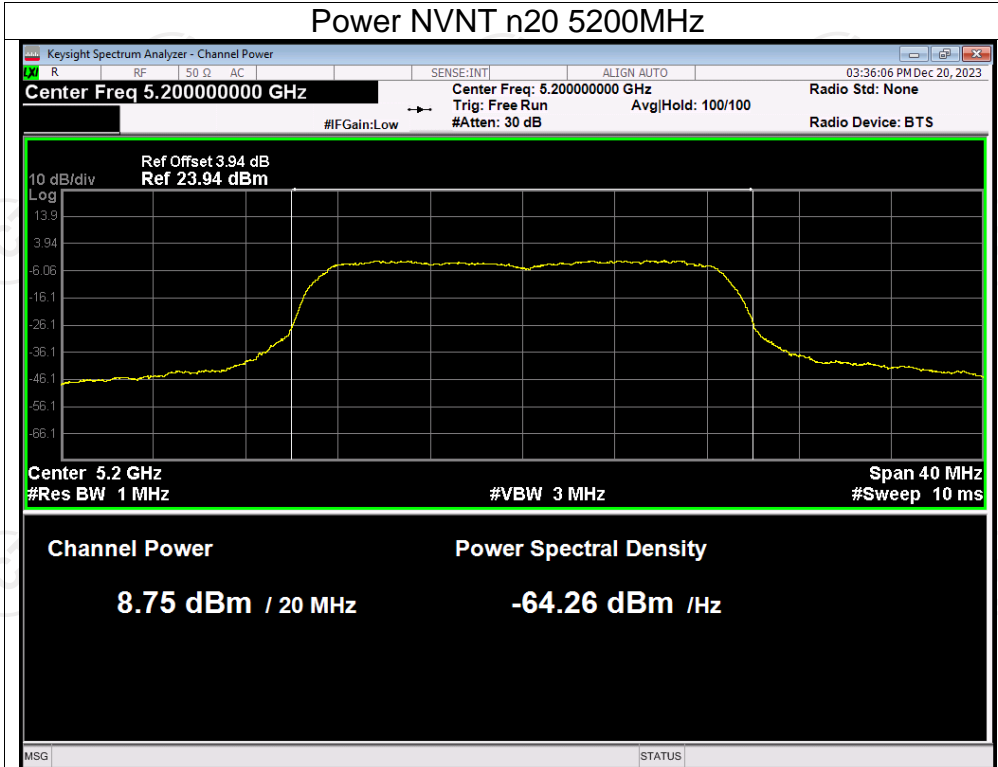 Power NVNT n20 5200MHz
Keysight Spectrum Analyzer - Channel Power
LXI R RF 50 Ω AC SENSE:INT ALIGN AUTO 03:36:06 PM Dec 20, 2023
Center Freq 5.200000000 GHz Center Freq: 5.200000000 GHz Radio Std: None
Trig: Free Run Avg|Hold: 100/100
#IFGain:Low #Atten: 30 dB Radio Device: BTS
Ref Offset 3.94 dB
10 dB/div Ref 23.94 dBm
Log
13.9
3.94
-6.06
-16.1
-26.1
-36.1
-46.1
-56.1
-66.1
Center 5.2 GHz Span 40 MHz
#Res BW 1 MHz #VBW 3 MHz #Sweep 10 ms
Channel Power Power Spectral Density
8.75 dBm / 20 MHz -64.26 dBm /Hz
MSG STATUS